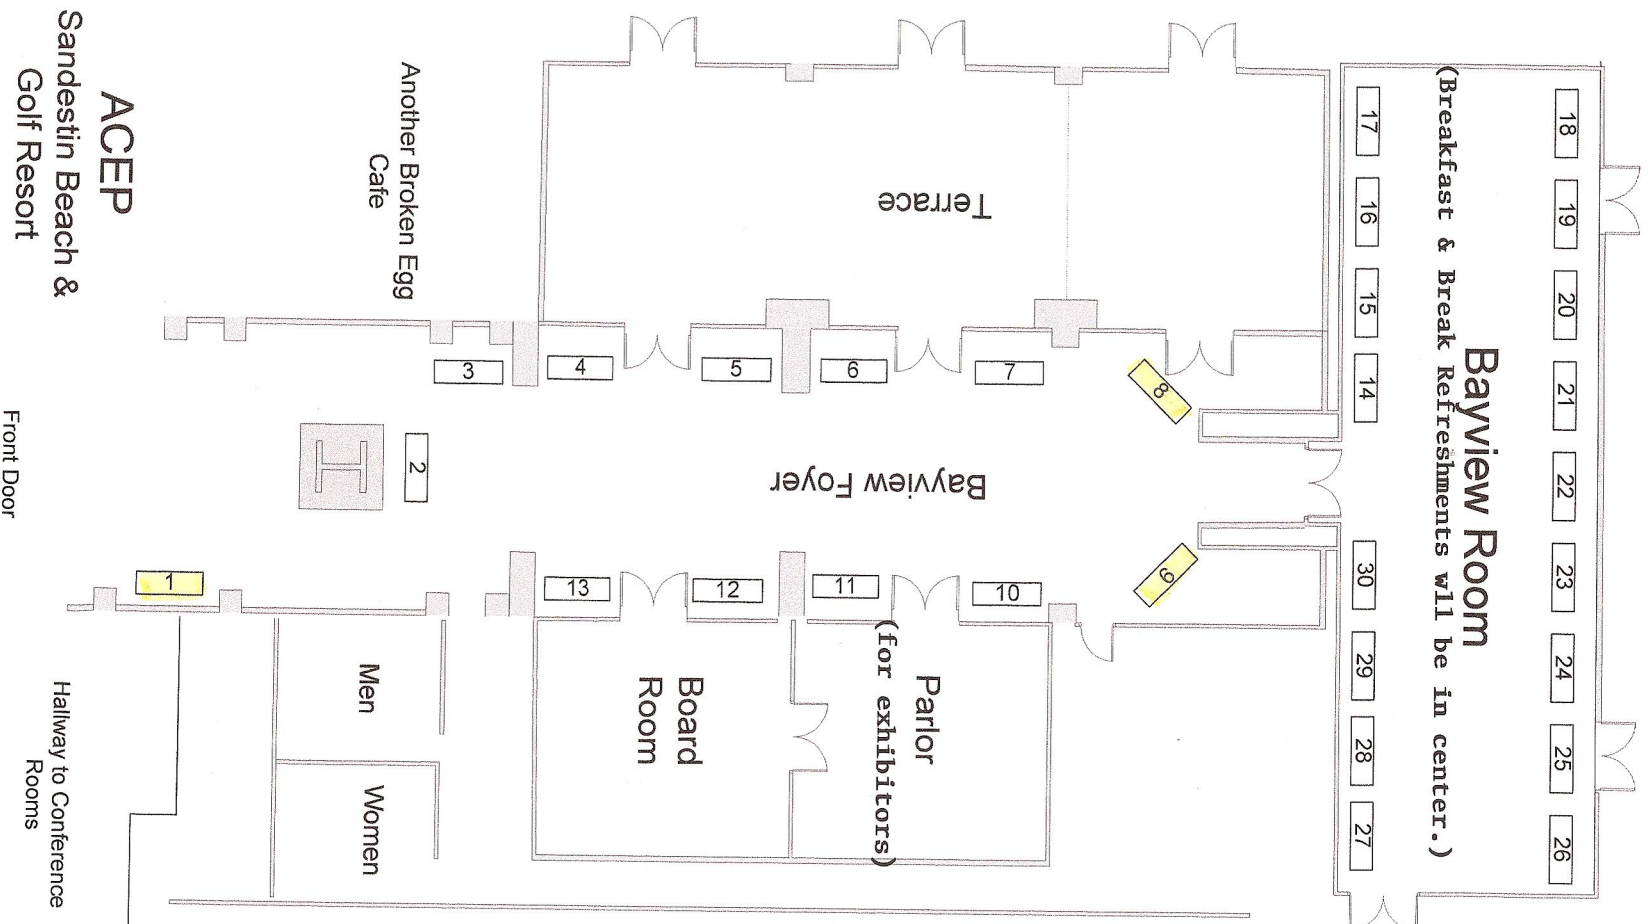 ACEP
Sandestin Beach &
Golf Resort
Another Broken Egg
Cafe
Front Door
Hallway to Conference
Rooms
Men
Women
Board
Room
Parlor
(for exhibitors)
Terrace
Bayview Foyer
Bayview Room
(Breakfast & Break Refreshments wll be in center.)
H
1
2
3
4
5
6
7
8
9
10
11
12
13
14
15
16
17
18
19
20
21
22
23
24
25
26
27
28
29
30